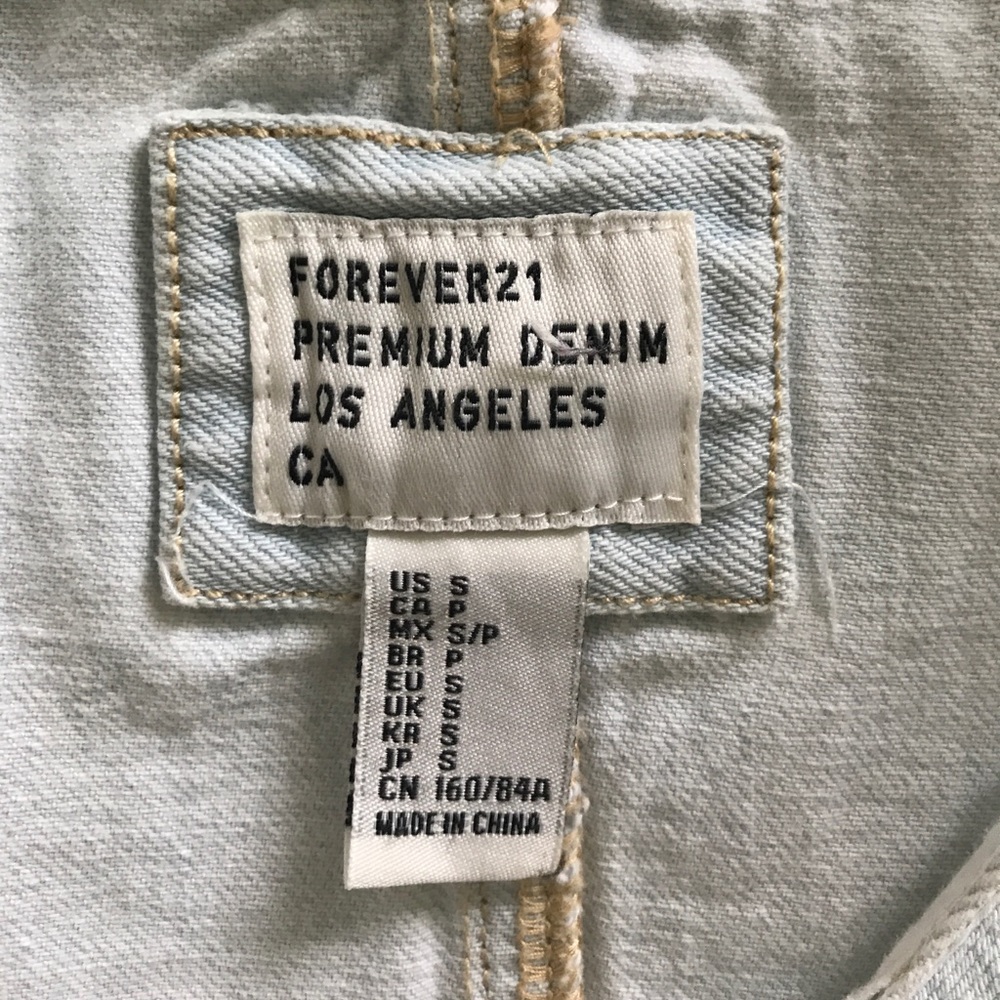 FOREVER21
PREMIUM DENIM
LOS ANGELES
CA
US S
CA P
MX S/P
BR P
EU S
UK S
KA S
JP S
CN 160/84A
MADE IN CHINA